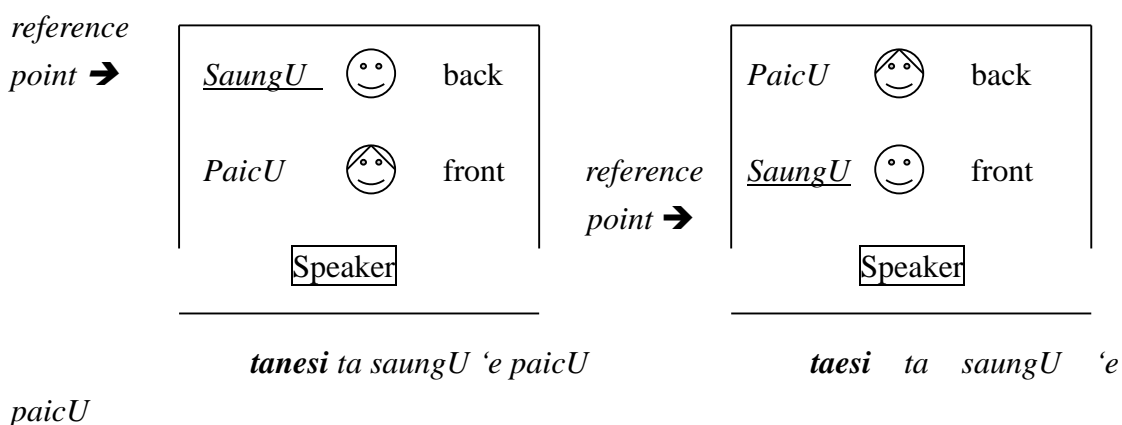 reference
point ➔
SaungU back
PaicU front
Speaker
tanesi ta saungU ‘e paicU
reference
point ➔
PaicU back
SaungU front
Speaker
taesi ta saungU ‘e
paicU